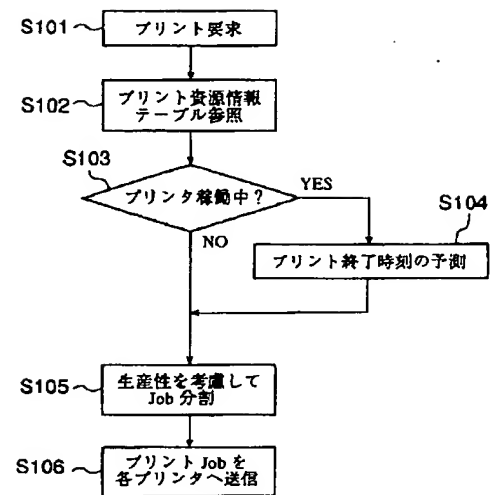 S101
プリント要求
S102
プリント資源情報
テーブル参照
S103
プリンタ稼働中？
YES
S104
NO
プリント終了時刻の予測
S105
生産性を考慮して
Job 分割
S106
プリント Job を
各プリンタへ送信